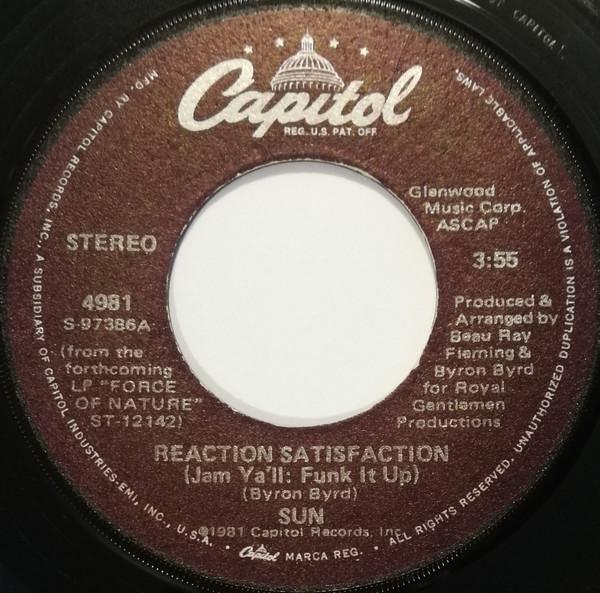 OF CAPITOL
Capitol
REG. U.S. PAT. OFF
Glenwood
Music Corp.
ASCAP
STEREO
3:55
4981
S-97386A
(from the
forthcoming
LP "FORCE
OF NATURE"
ST-12142)
Produced &
Arranged by
Beau Ray
Fleming &
Byron Byrd
for Royal
Gentlemen
Productions
REACTION SATISFACTION
(Jam Ya'll: Funk It Up)
(Byron Byrd)
SUN
℗1981 Capitol Records, Inc.
MFD. BY CAPITOL RECORDS, INC., A SUBSIDIARY OF CAPITOL INDUSTRIES-EMI, INC., U.S.A. • Capitol MARCA REG. • ALL RIGHTS RESERVED. UNAUTHORIZED DUPLICATION IS A VIOLATION OF APPLICABLE LAWS.